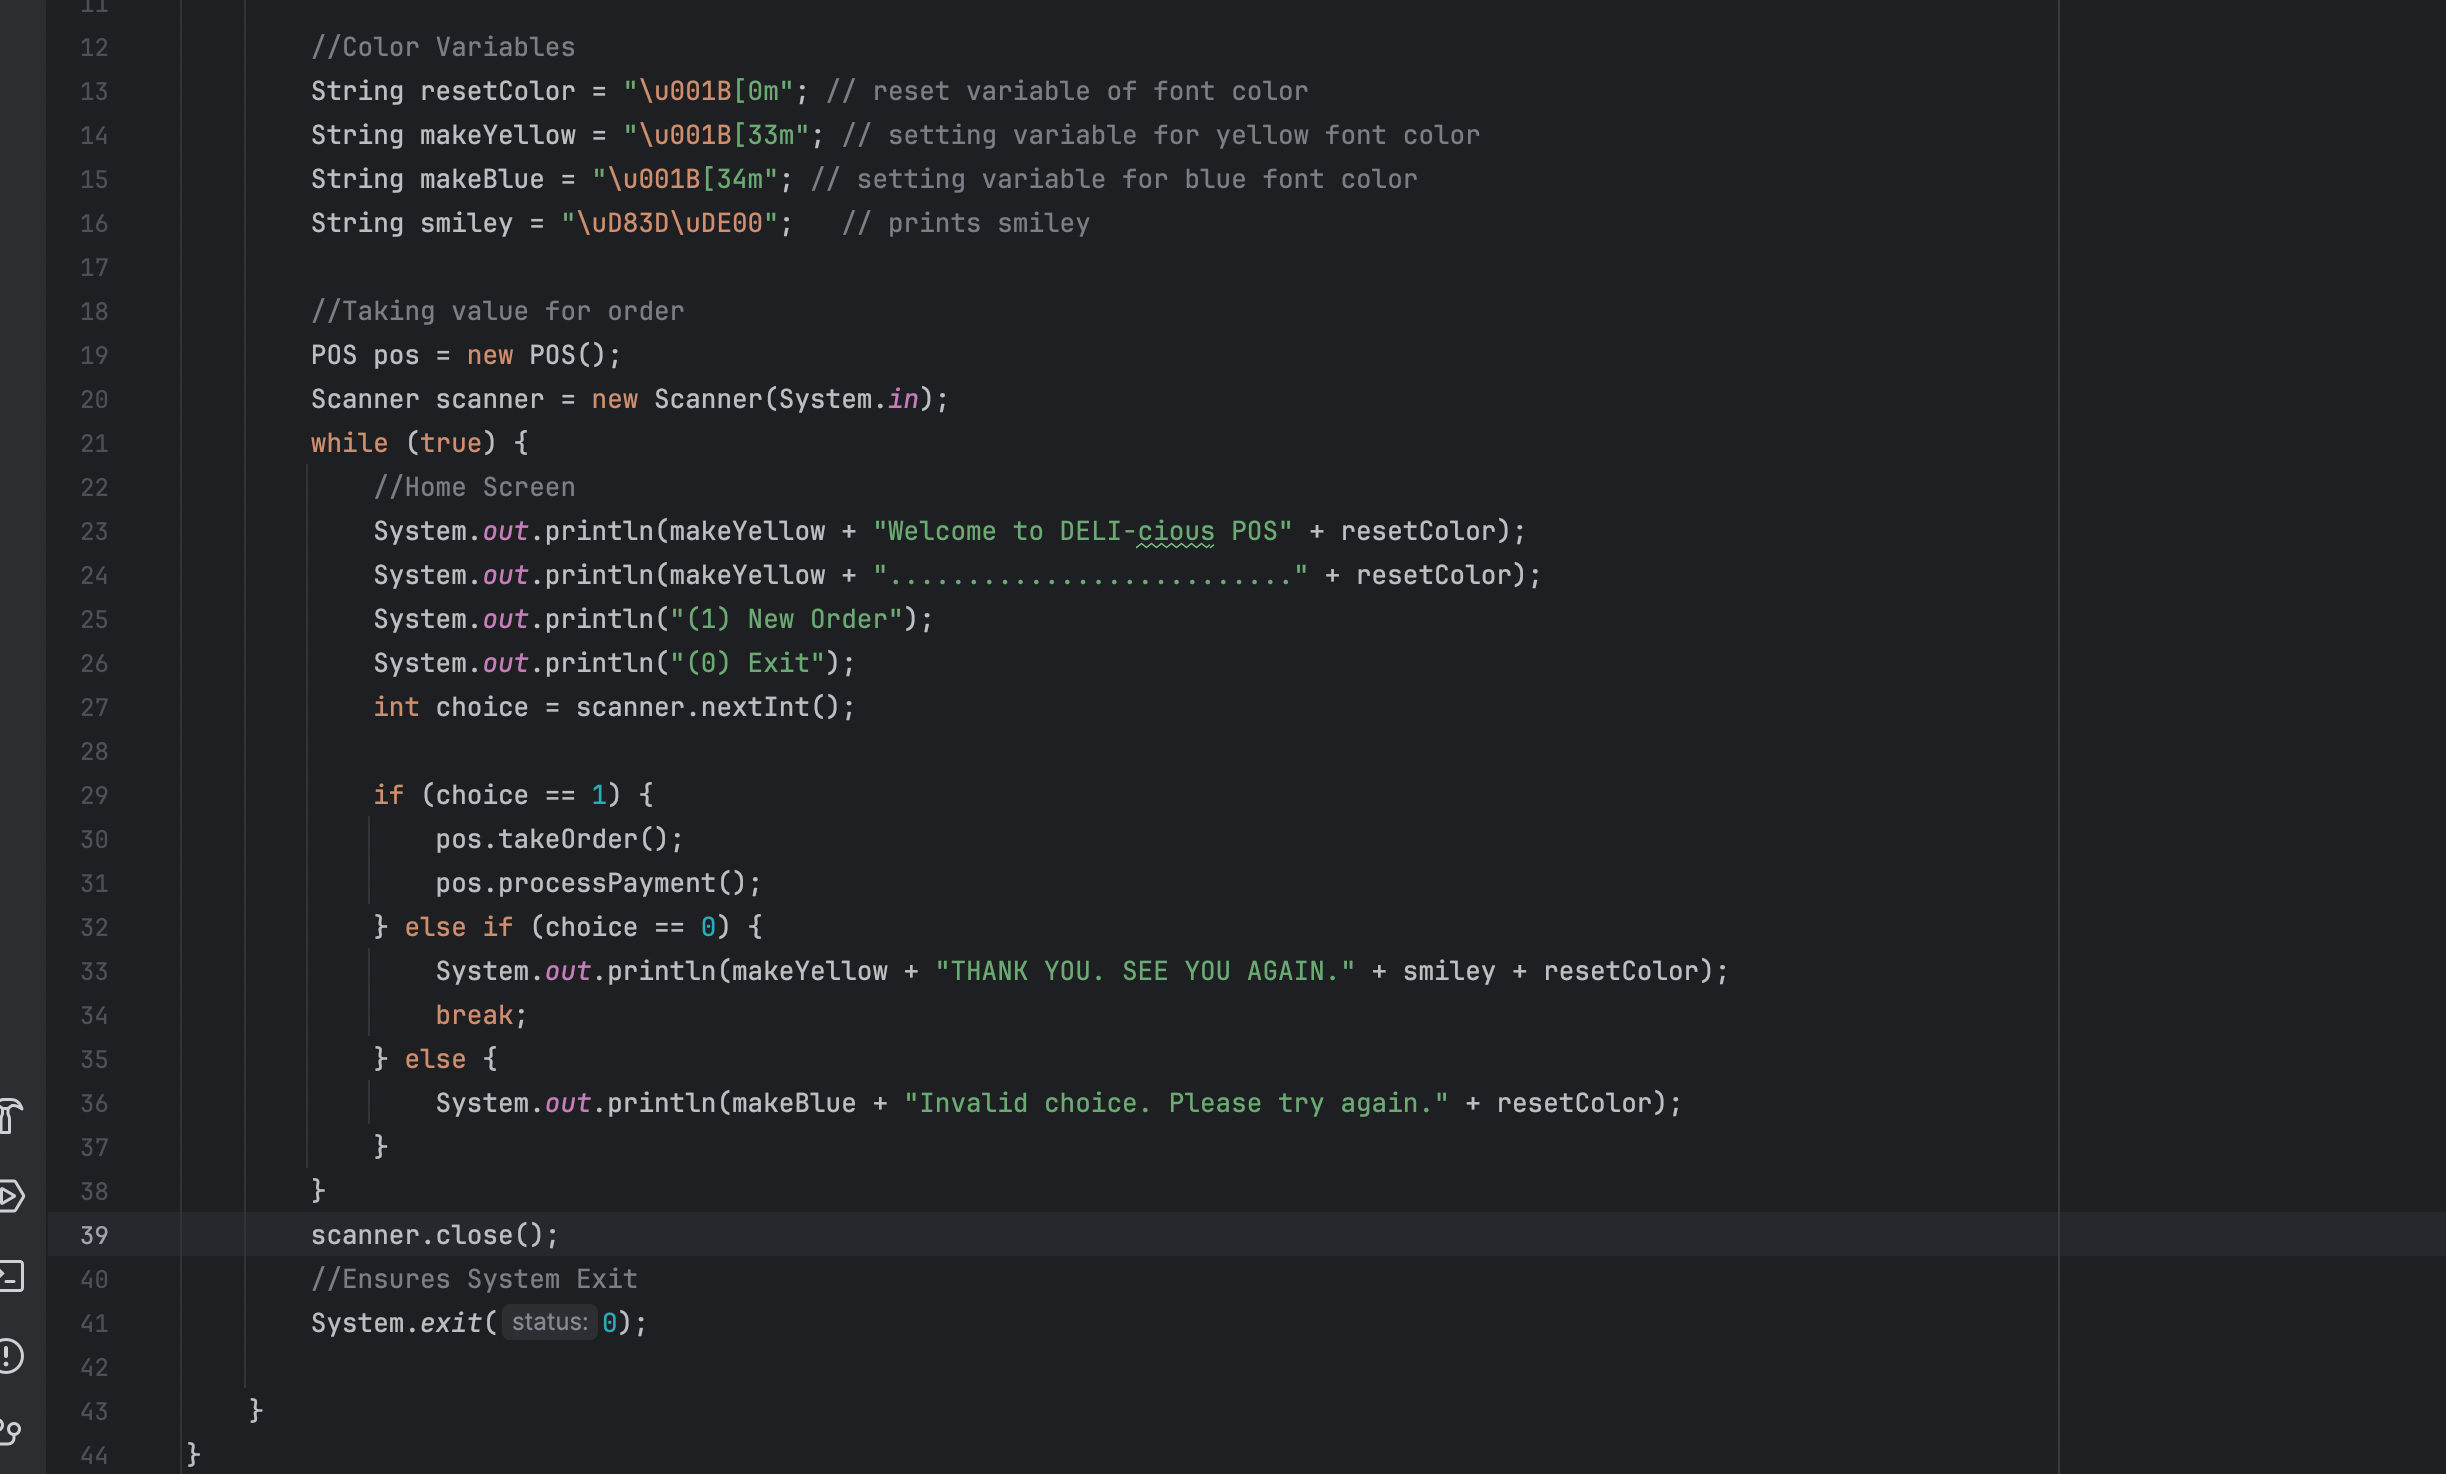 11
12 //Color Variables
13 String resetColor = "\u001B[0m"; // reset variable of font color
14 String makeYellow = "\u001B[33m"; // setting variable for yellow font color
15 String makeBlue = "\u001B[34m"; // setting variable for blue font color
16 String smiley = "\uD83D\uDE00";   // prints smiley
17
18 //Taking value for order
19 POS pos = new POS();
20 Scanner scanner = new Scanner(System.in);
21 while (true) {
22 //Home Screen
23 System.out.println(makeYellow + "Welcome to DELI-cious POS" + resetColor);
24 System.out.println(makeYellow + ".........................." + resetColor);
25 System.out.println("(1) New Order");
26 System.out.println("(0) Exit");
27 int choice = scanner.nextInt();
28
29 if (choice == 1) {
30 pos.takeOrder();
31 pos.processPayment();
32 } else if (choice == 0) {
33 System.out.println(makeYellow + "THANK YOU. SEE YOU AGAIN." + smiley + resetColor);
34 break;
35 } else {
36 System.out.println(makeBlue + "Invalid choice. Please try again." + resetColor);
37 }
38 }
39 scanner.close();
40 //Ensures System Exit
41 System.exit( status: 0);
42
43 }
44 }